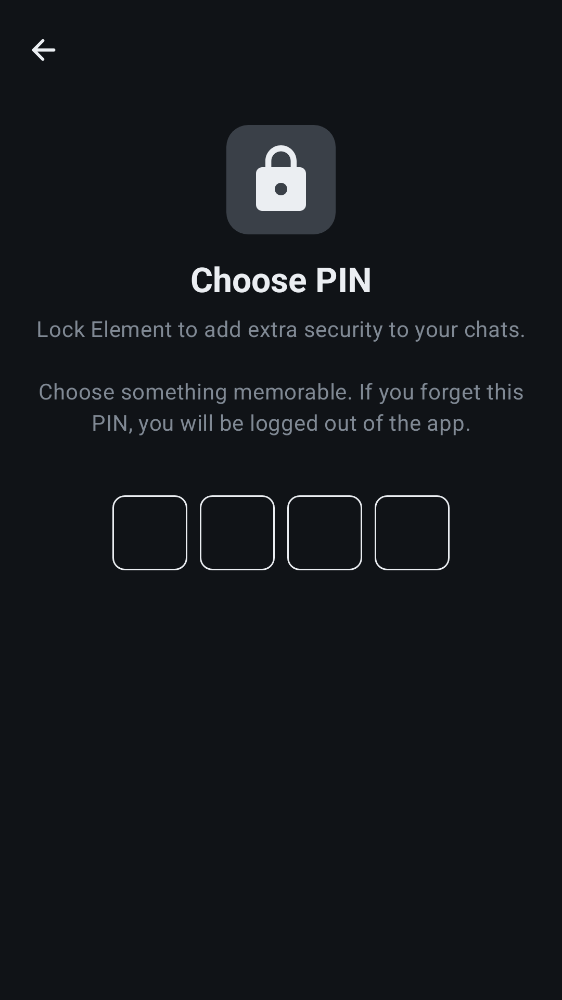 Choose PIN
Lock Element to add extra security to your chats.
Choose something memorable. If you forget this
PIN, you will be logged out of the app.